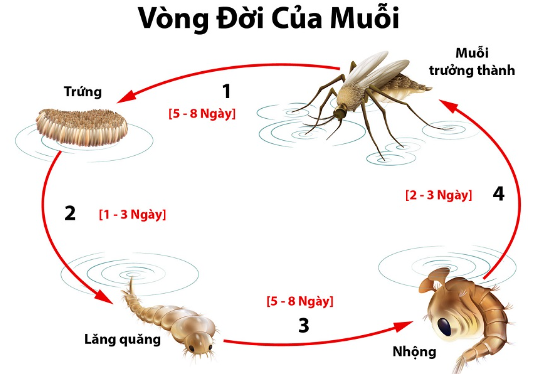 Vòng Đời Của Muỗi
Muỗi
trưởng thành
Trứng
1
[5 - 8 Ngày]
2
[1 - 3 Ngày]
[2 - 3 Ngày]
4
Lăng quăng
[5 - 8 Ngày]
3
Nhộng